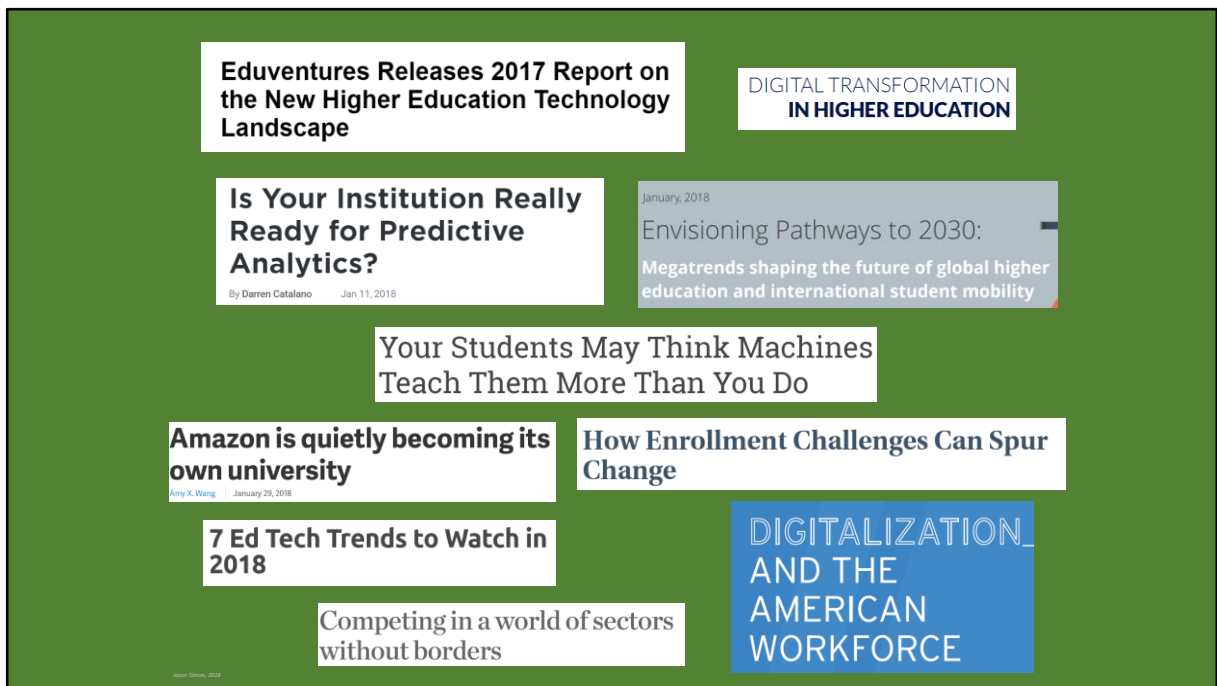 Eduventures Releases 2017 Report on
the New Higher Education Technology
Landscape
DIGITAL TRANSFORMATION
IN HIGHER EDUCATION
Is Your Institution Really
Ready for Predictive
Analytics?
By Darren Catalano Jan 11, 2018
January, 2018
Envisioning Pathways to 2030:
Megatrends shaping the future of global higher
education and international student mobility
Your Students May Think Machines
Teach Them More Than You Do
Amazon is quietly becoming its
own university
Amy X. Wang January 29, 2018
How Enrollment Challenges Can Spur
Change
7 Ed Tech Trends to Watch in
2018
DIGITALIZATION_
AND THE
AMERICAN
WORKFORCE
Competing in a world of sectors
without borders
Jason Simon, 2018